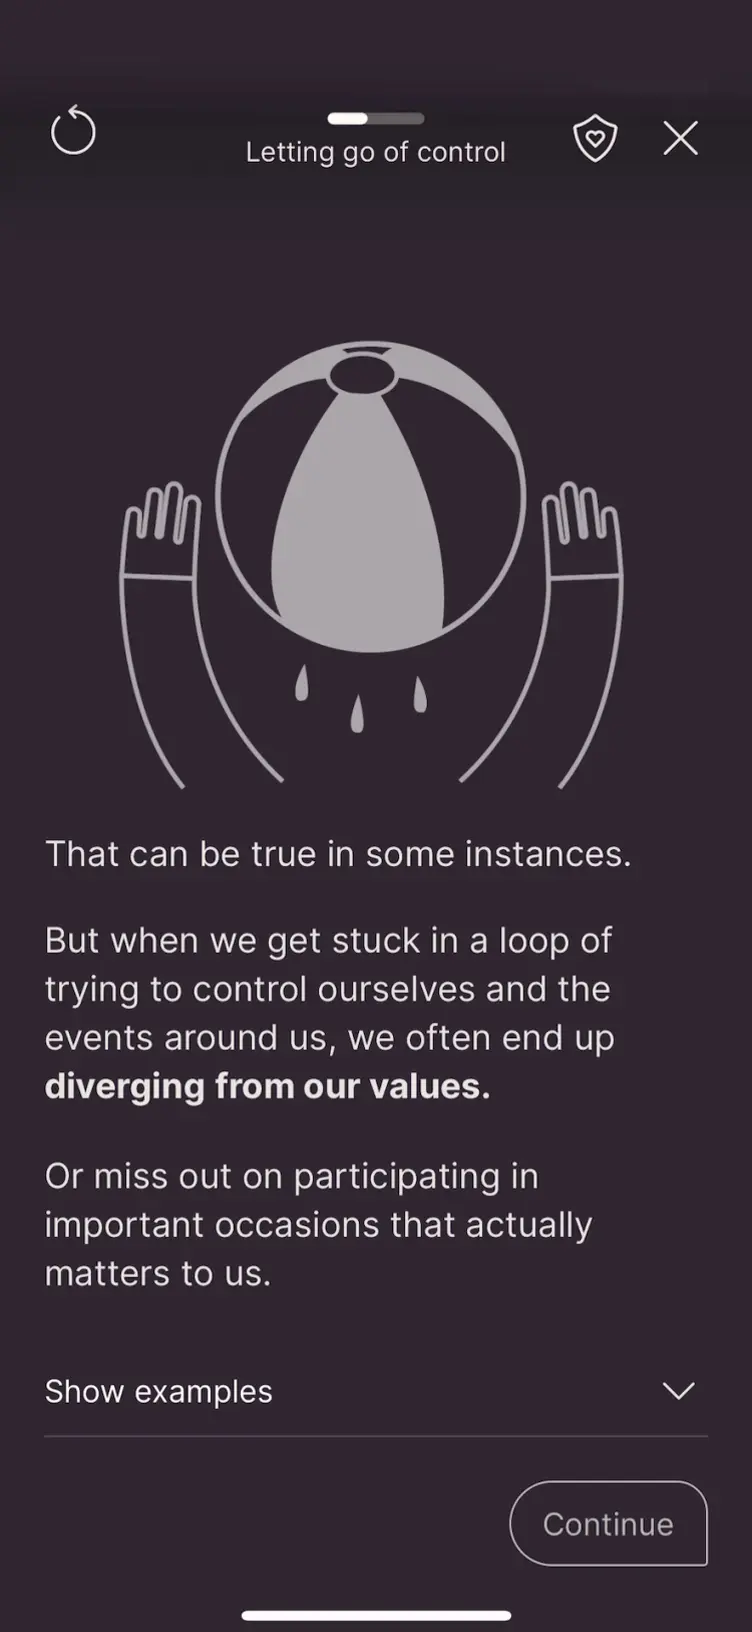 Letting go of control
That can be true in some instances.
But when we get stuck in a loop of
trying to control ourselves and the
events around us, we often end up
diverging from our values.
Or miss out on participating in
important occasions that actually
matters to us.
Show examples
Continue